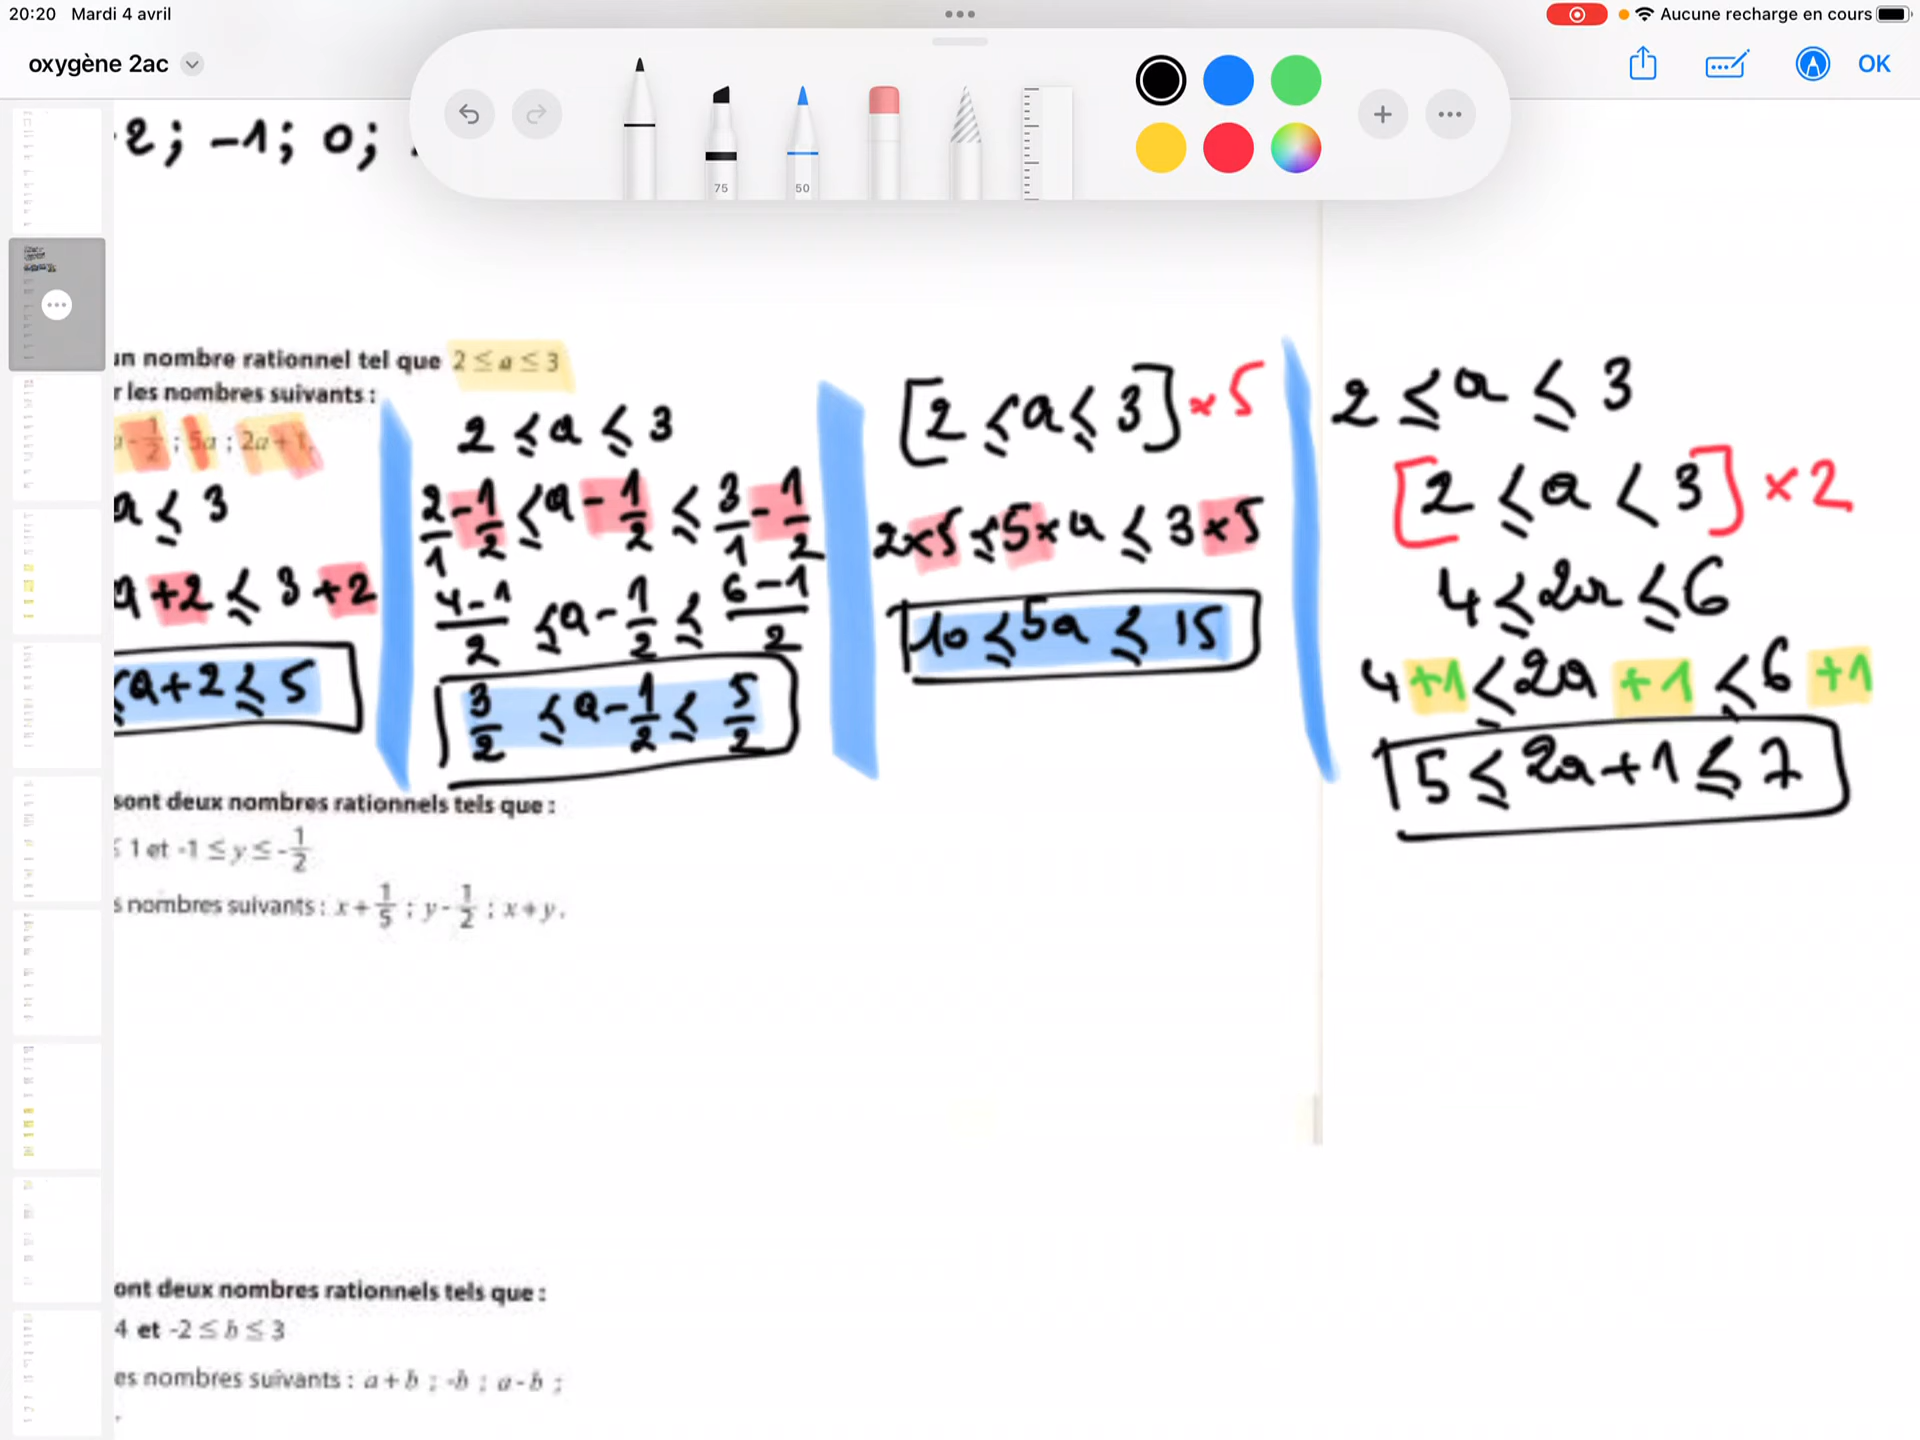 20:20 Mardi 4 avril
Aucune recharge en cours
oxygène 2ac
OK
75
50
2; -1; 0;
un nombre rationnel tel que 2 ≤ a ≤ 3
r les nombres suivants :
- 1/2 ; 5a ; 2a + 1.
a ≤ 3
a +2 ≤ 3 +2
≤ a+2 ≤ 5
2 ≤ a ≤ 3
2/1 - 1/2 ≤ a - 1/2 ≤ 3/1 - 1/2
4-1/2 ≤ a - 1/2 ≤ 6-1/2
3/2 ≤ a - 1/2 ≤ 5/2
[2 ≤ a ≤ 3] × 5
2×5 ≤ 5×a ≤ 3×5
10 ≤ 5a ≤ 15
2 ≤ a ≤ 3
[2 ≤ a < 3] × 2
4 ≤ 2a ≤ 6
4 +1 ≤ 2a +1 ≤ 6 +1
5 ≤ 2a + 1 ≤ 7
sont deux nombres rationnels tels que :
≤ 1 et -1 ≤ y ≤ - 1/2
s nombres suivants : x + 1/5 ; y - 1/2 ; x + y.
ont deux nombres rationnels tels que :
4 et -2 ≤ b ≤ 3
es nombres suivants : a + b ; -b ; a - b ;